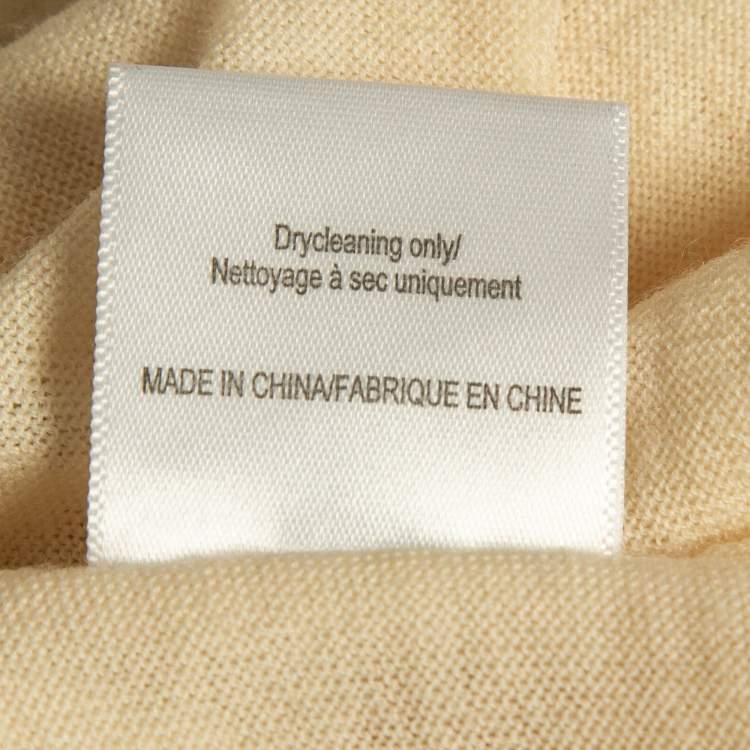 Drycleaning only/
Nettoyage à sec uniquement
MADE IN CHINA/FABRIQUE EN CHINE